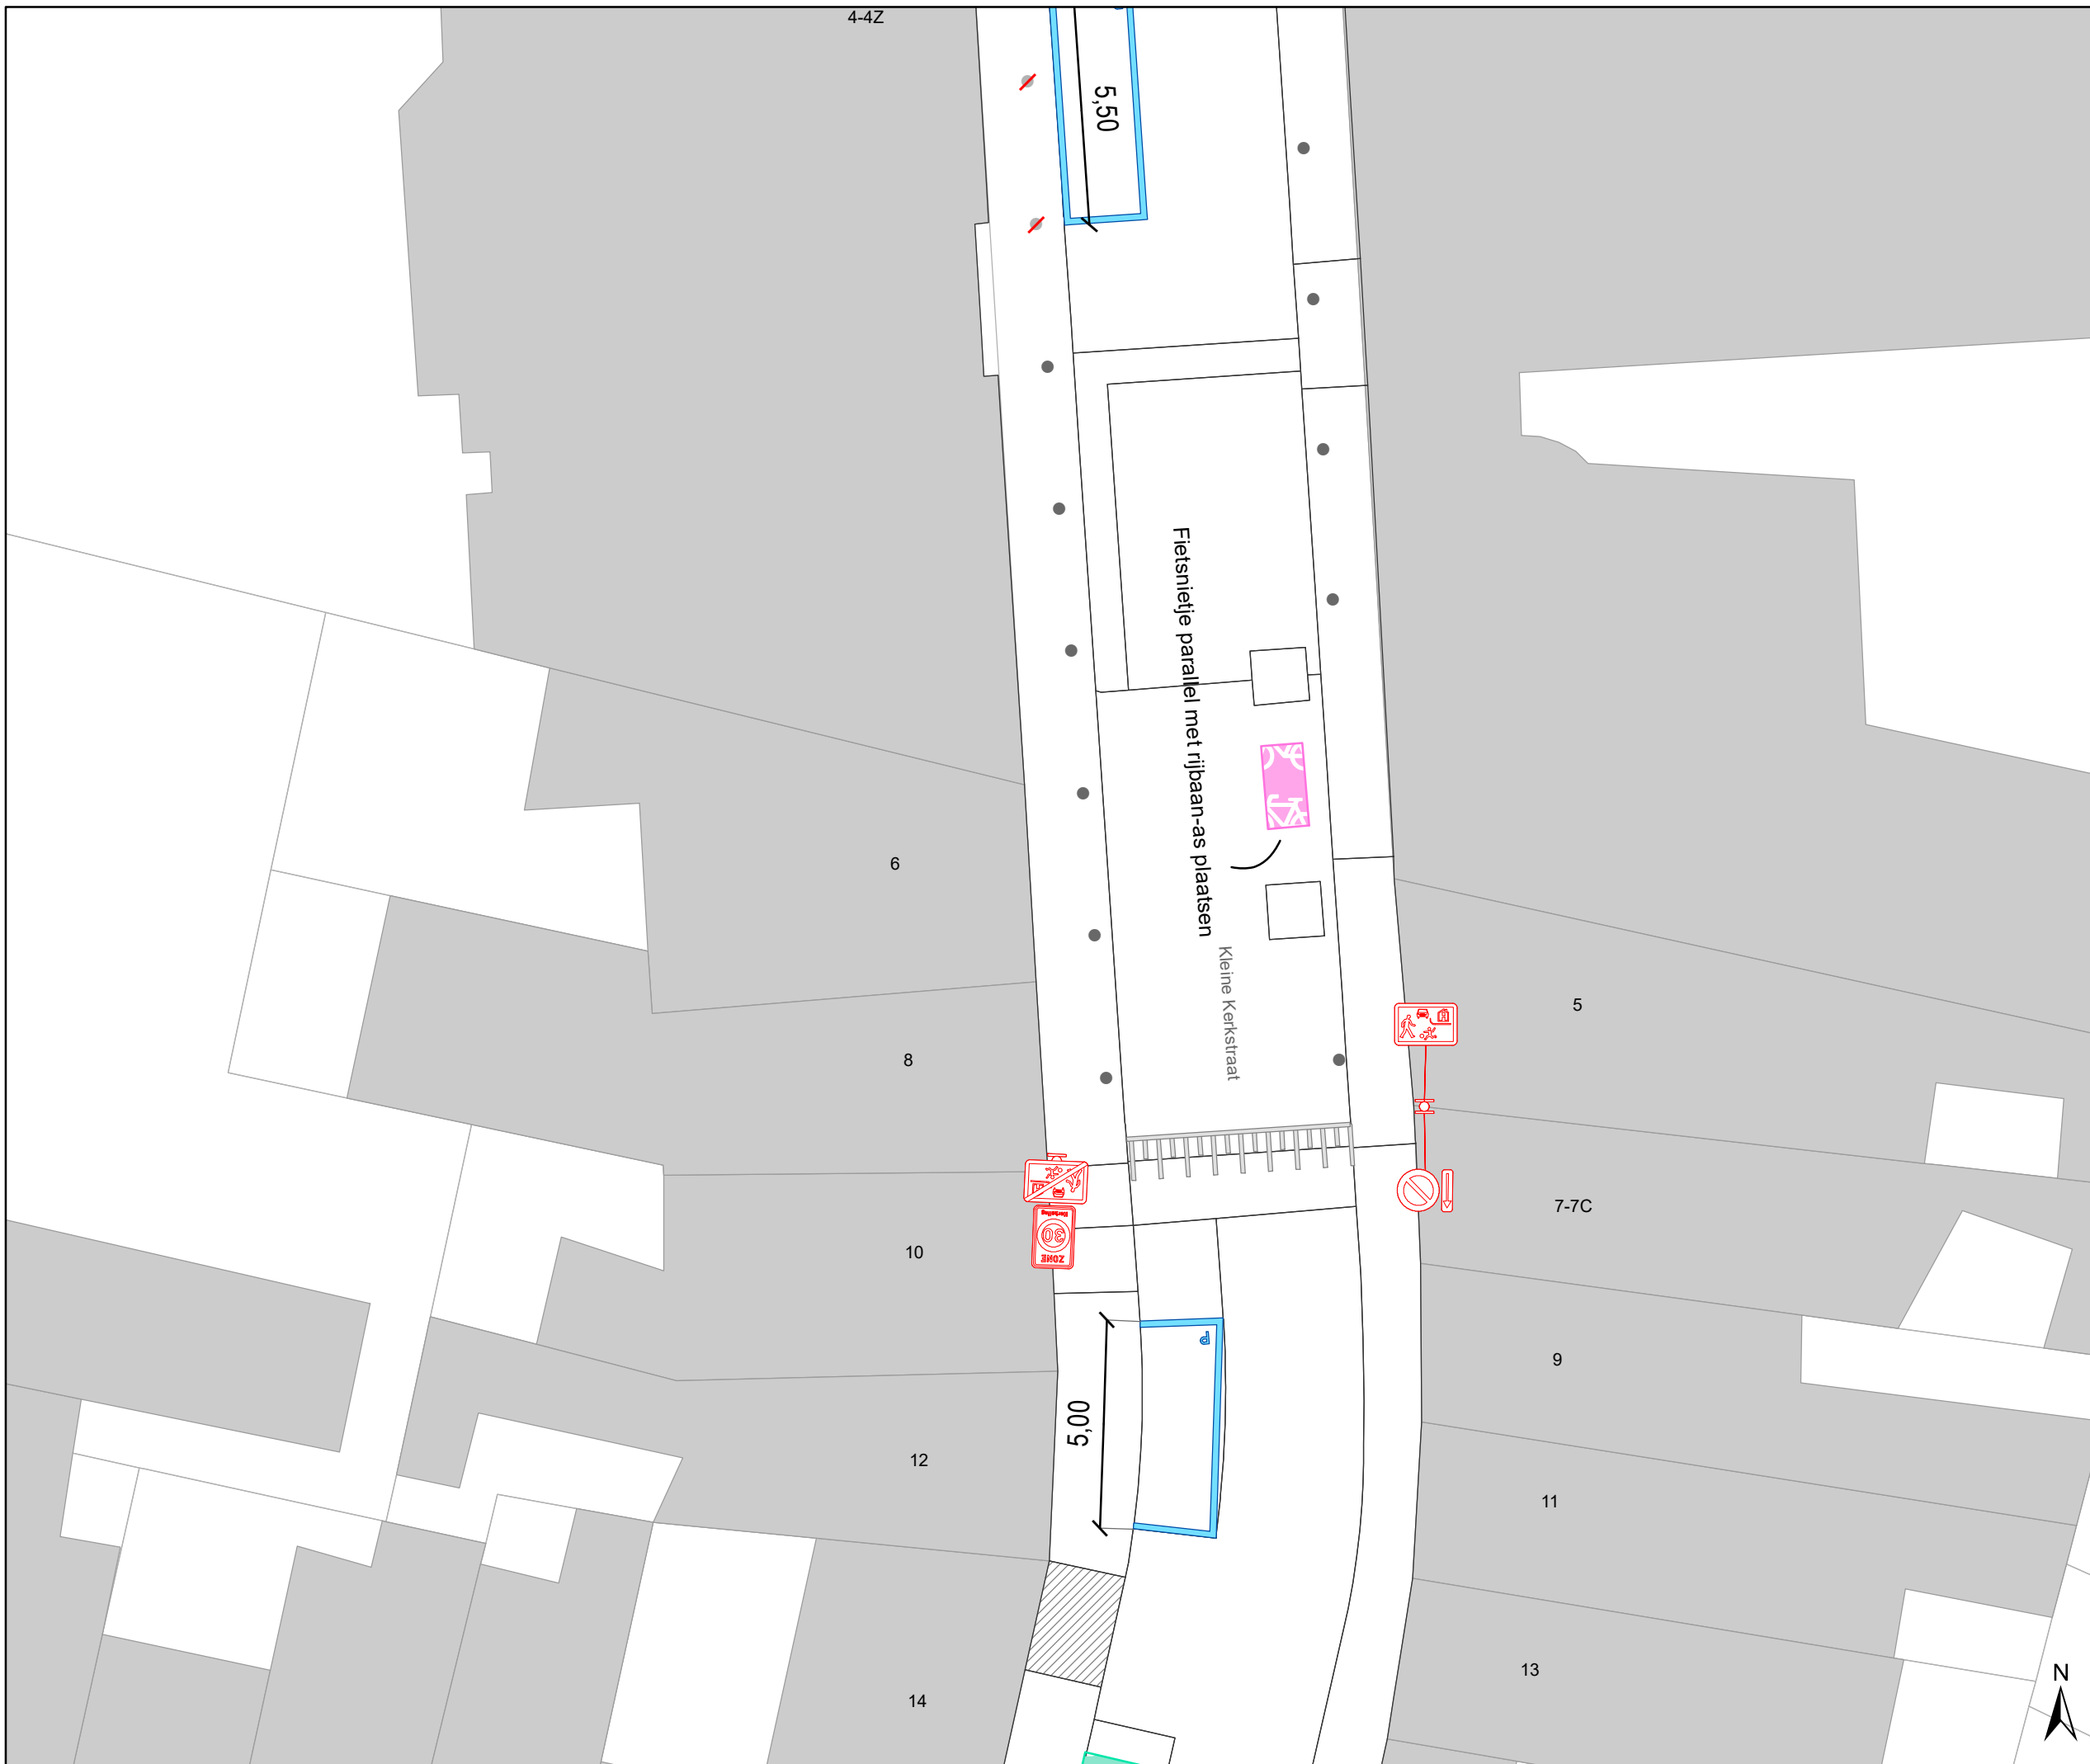 4-4Z
5,50
Fietsnietje parallel met rijbaan-as plaatsen
6
Kleine Kerkstraat
5
8
7-7C
10
30
ZONE
P
9
5,00
12
11
13
14
N